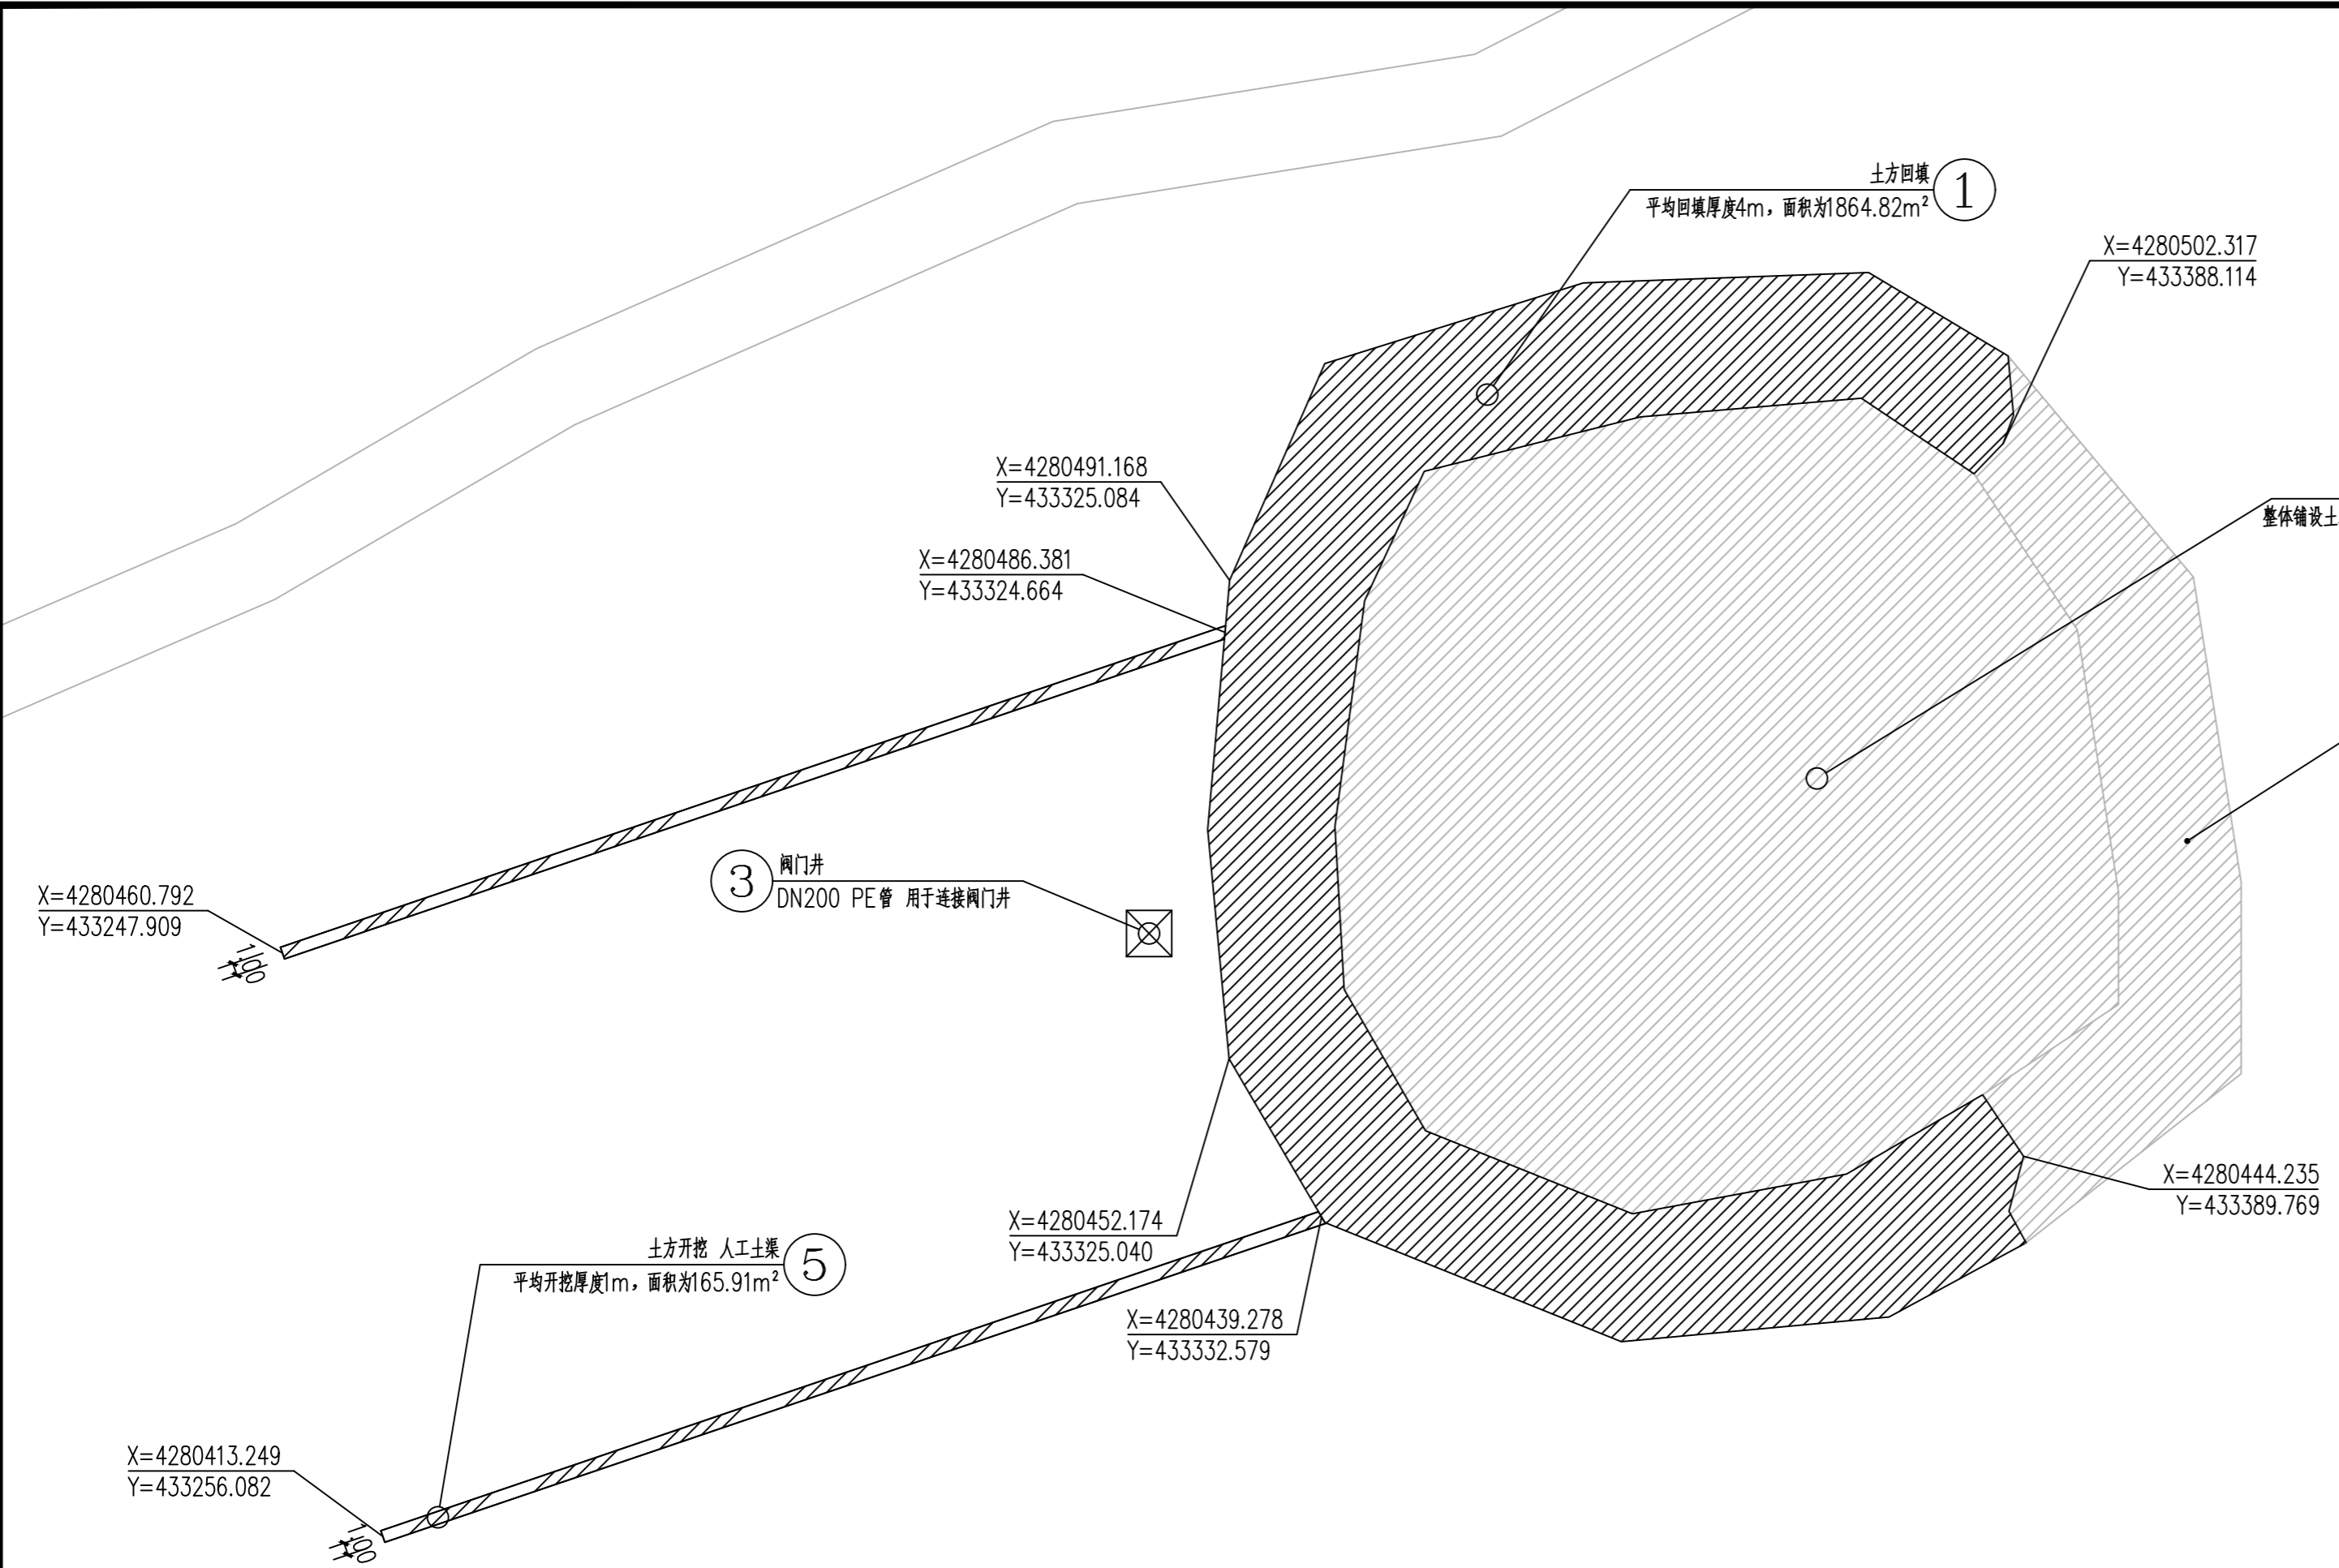 土方回填
①
平均回填厚度4m，面积为1864.82m²
X=4280502.317
Y=433388.114
X=4280491.168
Y=433325.084
整体铺设土
X=4280486.381
Y=433324.664
③
阀门井
DN200 PE管 用于连接阀门井
X=4280460.792
Y=433247.909
1.00
X=4280444.235
Y=433389.769
X=4280452.174
Y=433325.040
土方开挖 人工土渠
⑤
平均开挖厚度1m，面积为165.91m²
X=4280439.278
Y=433332.579
X=4280413.249
Y=433256.082
1.00